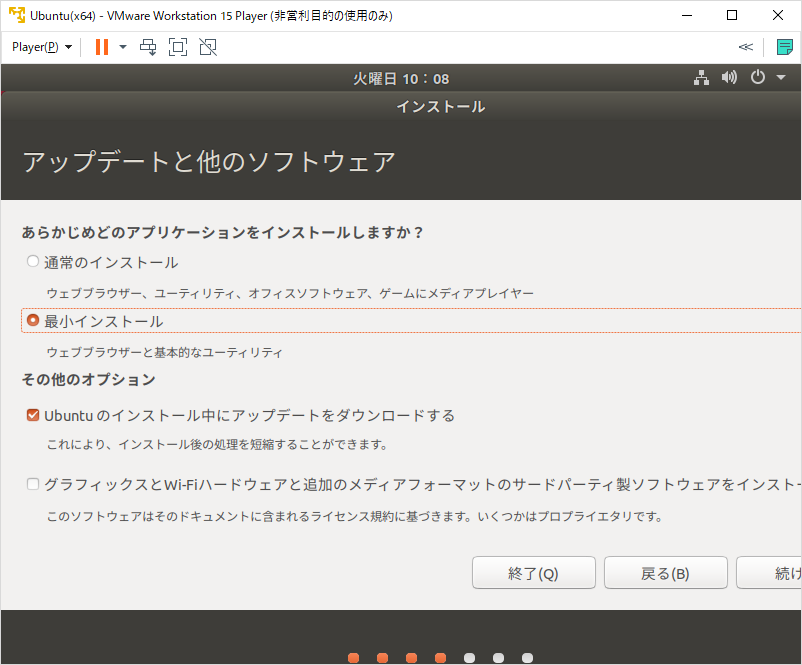 Ubuntu(x64) - VMware Workstation 15 Player (非営利目的の使用のみ)
Player(P)
火曜日 10：08
インストール
アップデートと他のソフトウェア
あらかじめどのアプリケーションをインストールしますか？
通常のインストール
ウェブブラウザー、ユーティリティ、オフィスソフトウェア、ゲームにメディアプレイヤー
最小インストール
ウェブブラウザーと基本的なユーティリティ
その他のオプション
Ubuntu のインストール中にアップデートをダウンロードする
これにより、インストール後の処理を短縮することができます。
グラフィックスとWi-Fiハードウェアと追加のメディアフォーマットのサードパーティ製ソフトウェアをインストー
このソフトウェアはそのドキュメントに含まれるライセンス規約に基づきます。いくつかはプロプライエタリです。
終了(Q) 戻る(B) 続け